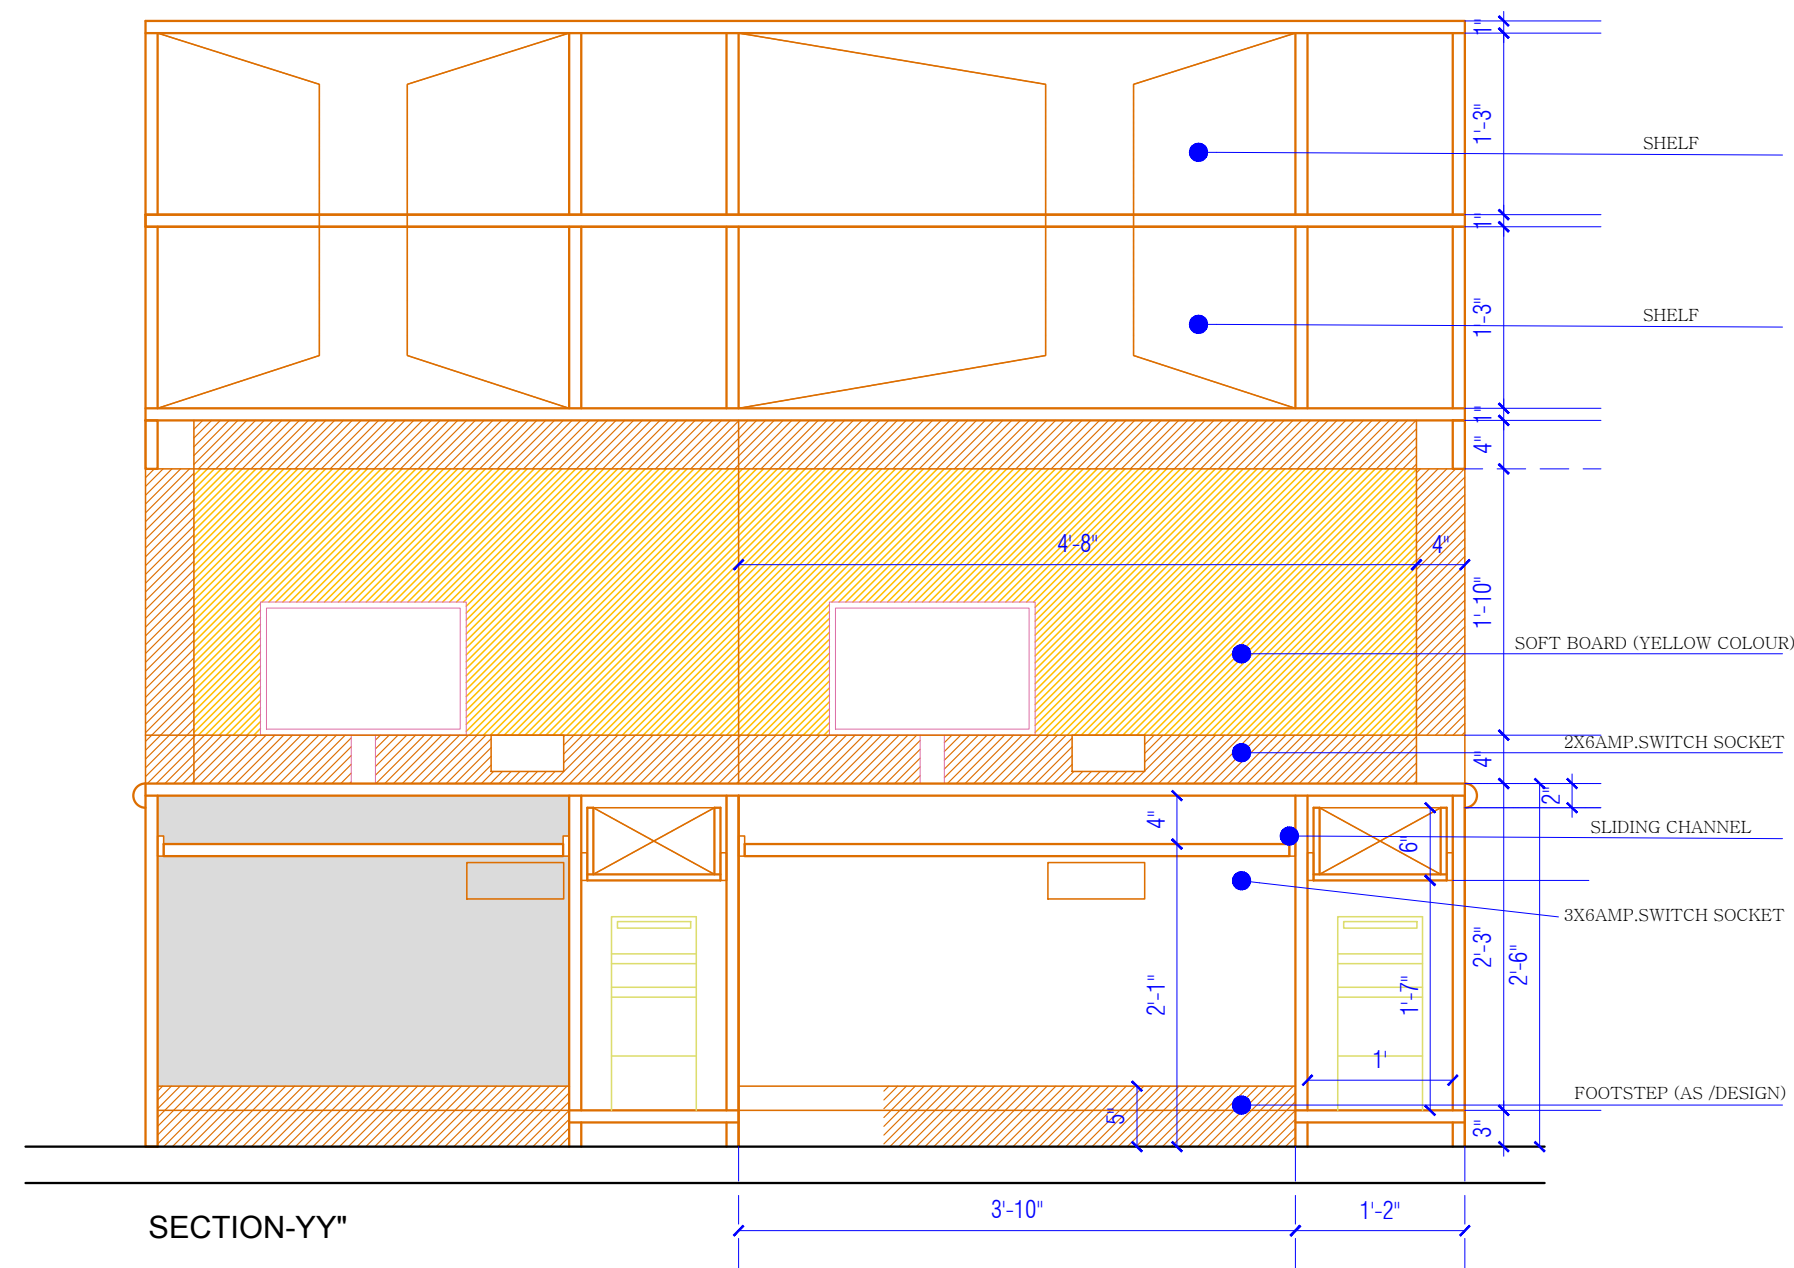 1"
1'-3"
SHELF
1"
1'-3"
SHELF
1"
4"
4'-8"
4"
1'-10"
SOFT BOARD (YELLOW COLOUR)
2X6AMP.SWITCH SOCKET
4"
2"
4"
SLIDING CHANNEL
6"
3X6AMP.SWITCH SOCKET
2'-3"
2'-6"
2'-1"
1'-7"
1'
FOOTSTEP (AS /DESIGN)
5"
3"
3'-10"
1'-2"
SECTION-YY"